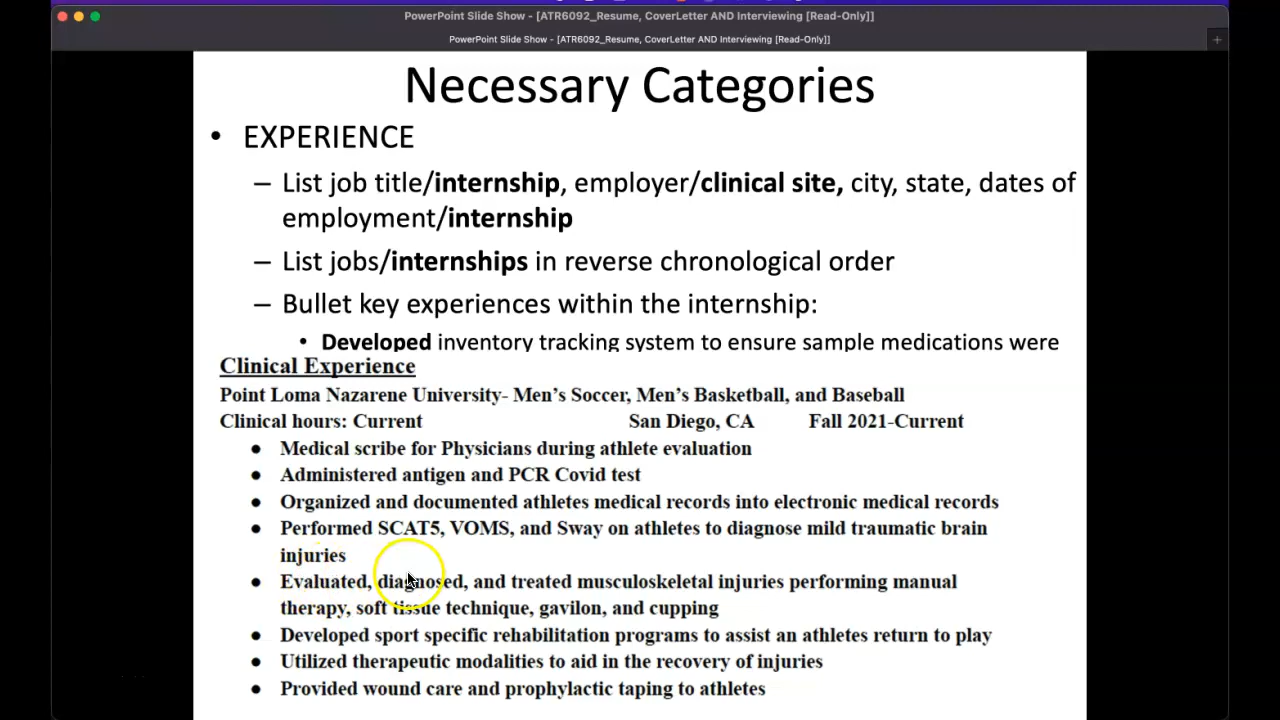 PowerPoint Slide Show - [ATR6092_Resume, CoverLetter AND Interviewing [Read-Only]]
PowerPoint Slide Show - [ATR6092_Resume, CoverLetter AND Interviewing [Read-Only]]
Necessary Categories
• EXPERIENCE
– List job title/internship, employer/clinical site, city, state, dates of
employment/internship
– List jobs/internships in reverse chronological order
– Bullet key experiences within the internship:
• Developed inventory tracking system to ensure sample medications were
Clinical Experience
Point Loma Nazarene University- Men's Soccer, Men's Basketball, and Baseball
Clinical hours: Current San Diego, CA Fall 2021-Current
● Medical scribe for Physicians during athlete evaluation
● Administered antigen and PCR Covid test
● Organized and documented athletes medical records into electronic medical records
● Performed SCAT5, VOMS, and Sway on athletes to diagnose mild traumatic brain
injuries
● Evaluated, diagnosed, and treated musculoskeletal injuries performing manual
therapy, soft tissue technique, gavilon, and cupping
● Developed sport specific rehabilitation programs to assist an athletes return to play
● Utilized therapeutic modalities to aid in the recovery of injuries
● Provided wound care and prophylactic taping to athletes